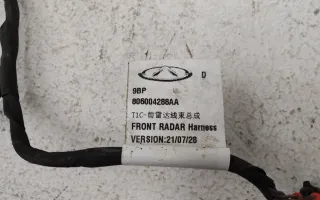 D
9BP
806004288AA
T1C-前雷达线束总成
FRONT RADAR Harness
VERSION:21/07/28